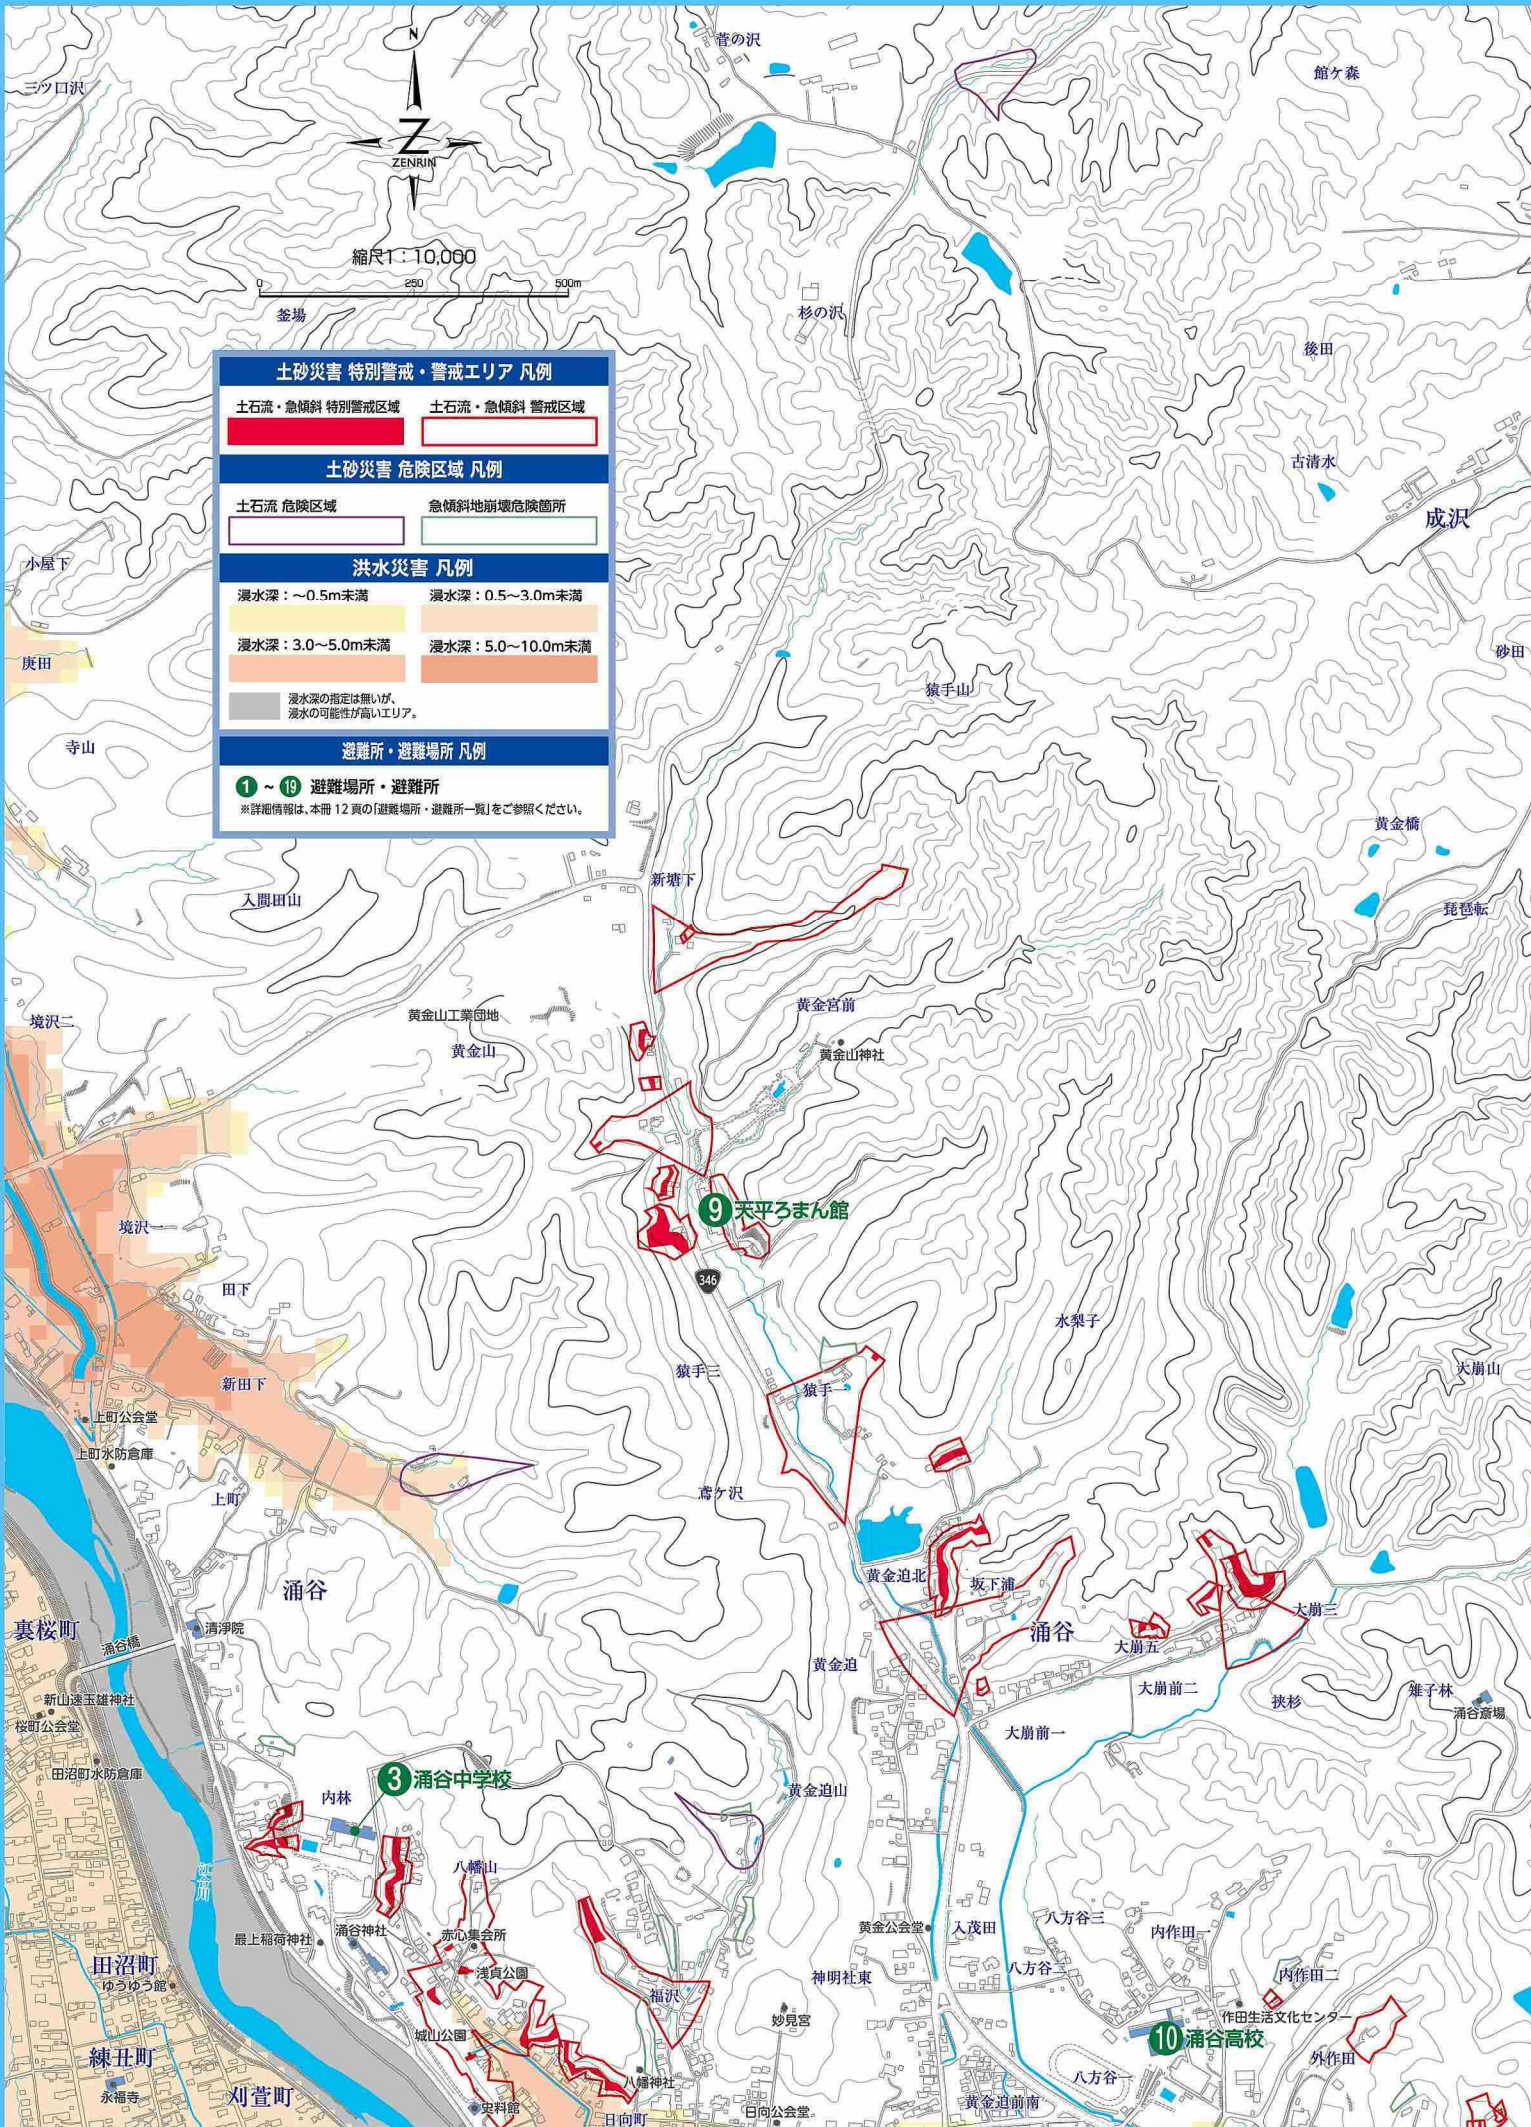 菅の沢
館ケ森
三ツ口沢
N
Z
ZENRIN
縮尺1：10,000
0 250 500m
釜場
杉の沢
後田
土砂災害 特別警戒・警戒エリア 凡例
土石流・急傾斜 特別警戒区域 土石流・急傾斜 警戒区域
土砂災害 危険区域 凡例
土石流 危険区域 急傾斜地崩壊危険箇所
洪水災害 凡例
浸水深：～0.5m未満 浸水深：0.5～3.0m未満
浸水深：3.0～5.0m未満 浸水深：5.0～10.0m未満
浸水深の指定は無いが、
浸水の可能性が高いエリア。
避難所・避難場所 凡例
1 ～ 19 避難場所・避難所
※詳細情報は、本冊 12 頁の「避難場所・避難所一覧」をご参照ください。
古清水
成沢
小屋下
庚田
砂田
猿手山
寺山
黄金橋
新堵下
入間田山
琵琶転
黄金宮前
黄金山工業団地
境沢二
黄金山
黄金山神社
9 天平ろまん館
境沢一
346
田下
水梨子
猿手三
猿手一
大崩山
新田下
上町公会堂
上町水防倉庫
上町
鳶ケ沢
黄金迫北
坂下浦
涌谷
大崩三
裏桜町
清浄院
涌谷橋
涌谷
大崩五
黄金迫
大崩前二
挟杉
雉子林
新山速玉雄神社
桜町公会堂
涌谷斎場
大崩前一
田沼町水防倉庫
3 涌谷中学校
内林
黄金迫山
八幡山
江合川
最上稲荷神社
涌谷神社
赤心集会所
黄金公会堂
入茂田
八方谷三
内作田一
田沼町
ゆうゆう館
浅貞公園
福沢
神明社東
八方谷二
内作田二
妙見宮
作田生活文化センター
城山公園
10 涌谷高校
外作田
練丑町
永福寺
刈萱町
八幡神社
八方谷一
史料館
日向町
日向公会堂
黄金迫前南